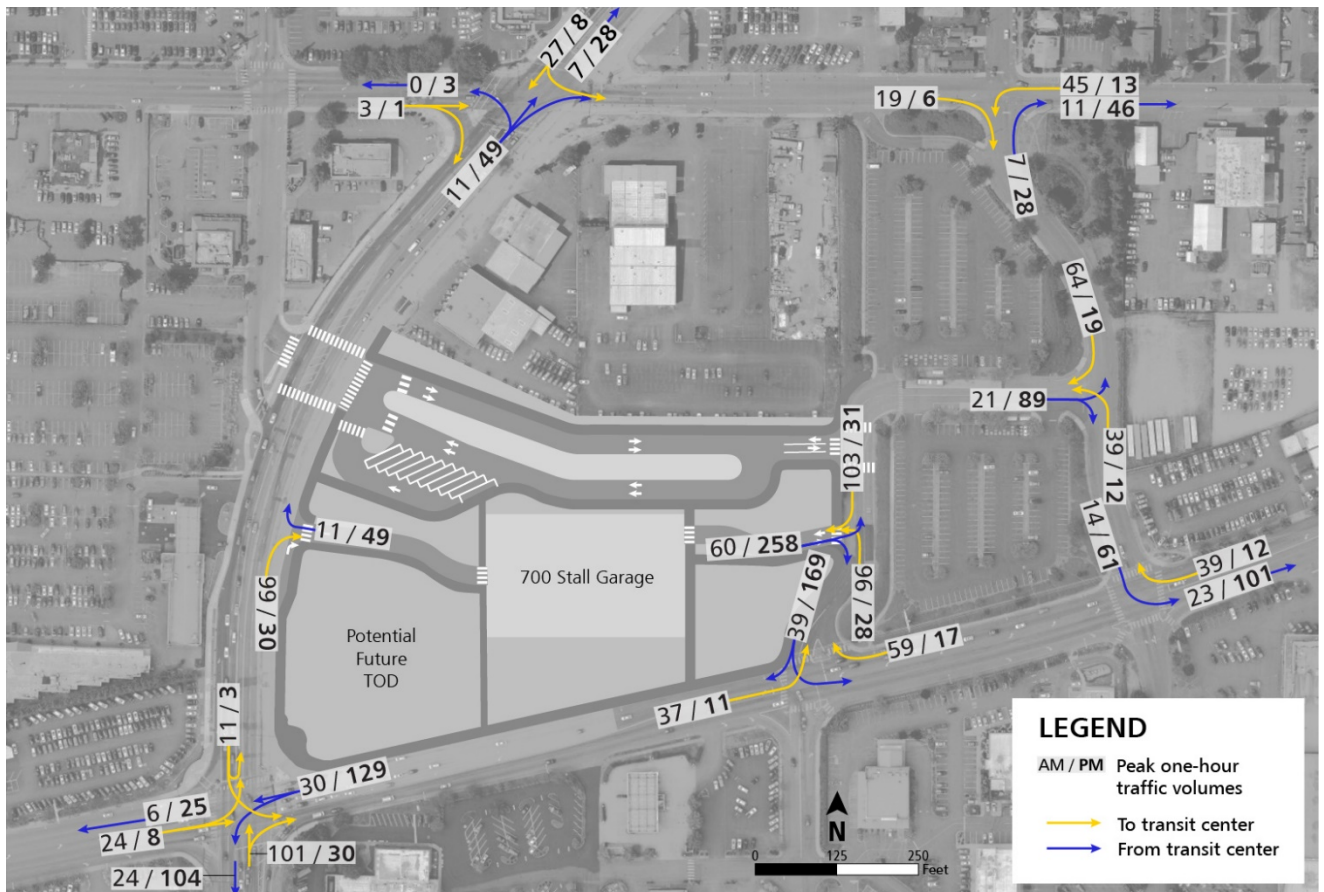 27 / 8
7 / 28
0 / 3
3 / 1
11 / 49
19 / 6
45 / 13
11 / 46
7 / 28
64 / 19
21 / 89
39 / 12
103 / 31
14 / 61
39 / 12
23 / 101
11 / 49
60 / 258
700 Stall Garage
99 / 30
96 / 28
39 / 169
59 / 17
Potential
Future
TOD
37 / 11
11 / 3
30 / 129
6 / 25
24 / 8
101 / 30
24 / 104
N
0 125 250
Feet
LEGEND
AM / PM Peak one-hour
traffic volumes
To transit center
From transit center